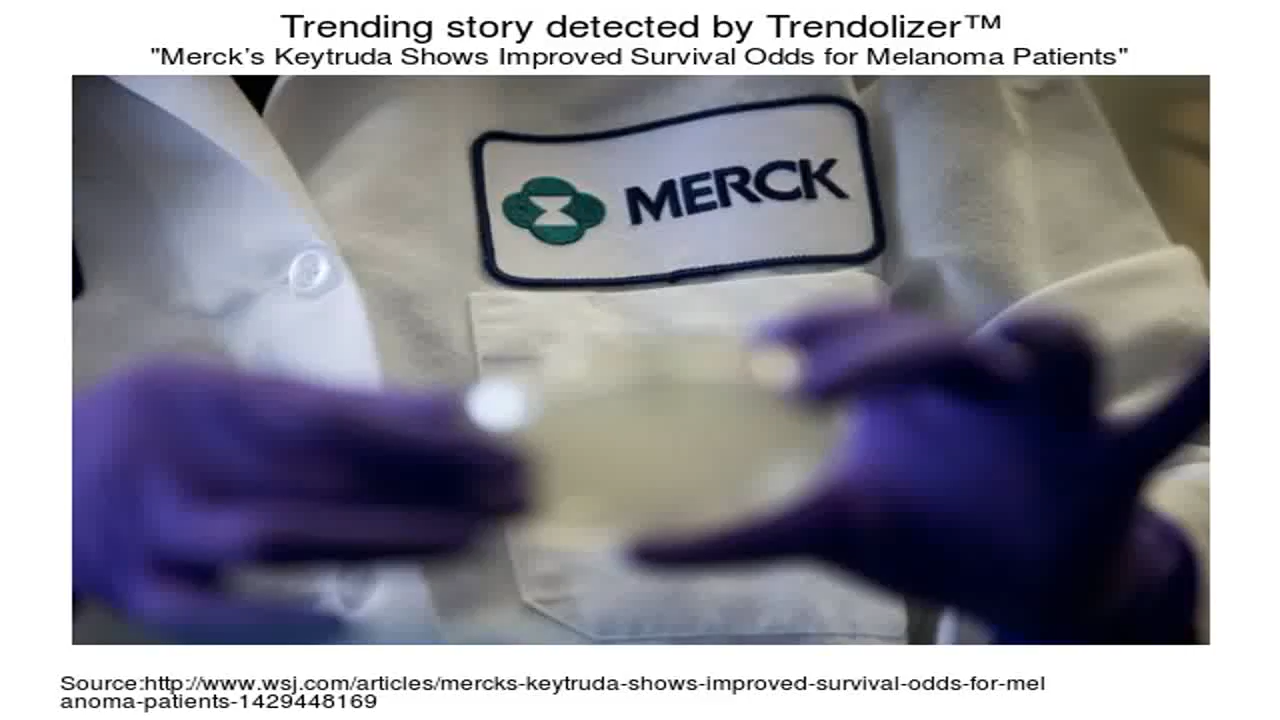 Trending story detected by Trendolizer™
"Merck's Keytruda Shows Improved Survival Odds for Melanoma Patients"
MERCK
Source:http://www.wsj.com/articles/mercks-keytruda-shows-improved-survival-odds-for-mel
anoma-patients-1429448169